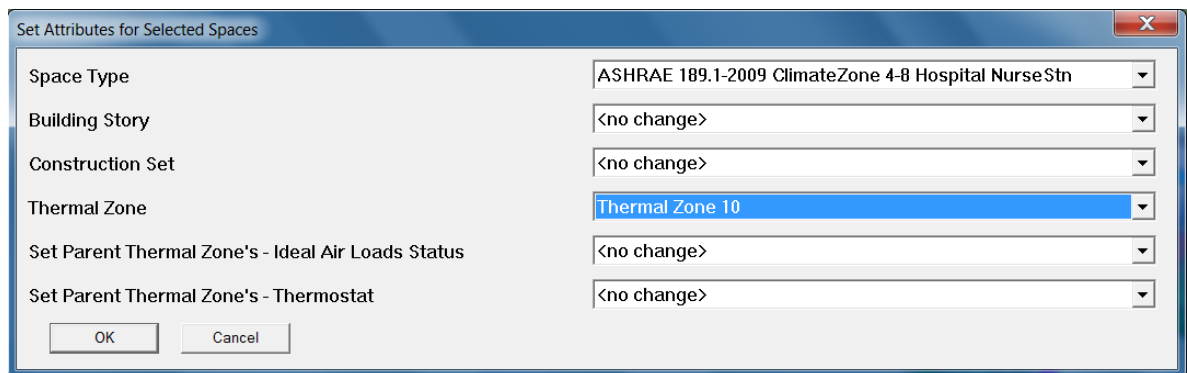 Set Attributes for Selected Spaces
X
Space Type ASHRAE 189.1-2009 ClimateZone 4-8 Hospital NurseStn
Building Story <no change>
Construction Set <no change>
Thermal Zone Thermal Zone 10
Set Parent Thermal Zone's - Ideal Air Loads Status <no change>
Set Parent Thermal Zone's - Thermostat <no change>
OK Cancel